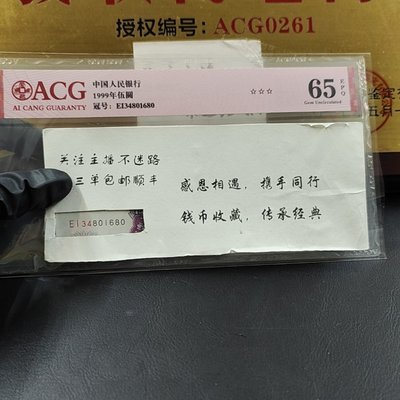 授权编号: ACG0261
ACG
AI CANG GUARANTY
中国人民银行
1999年伍圆
冠号: EI34801680
☆☆☆
65
EPQ
Gem Uncirculated
关注主播不迷路
三单包邮顺丰
感恩相遇，携手同行
钱币收藏，传承经典
EI34801680